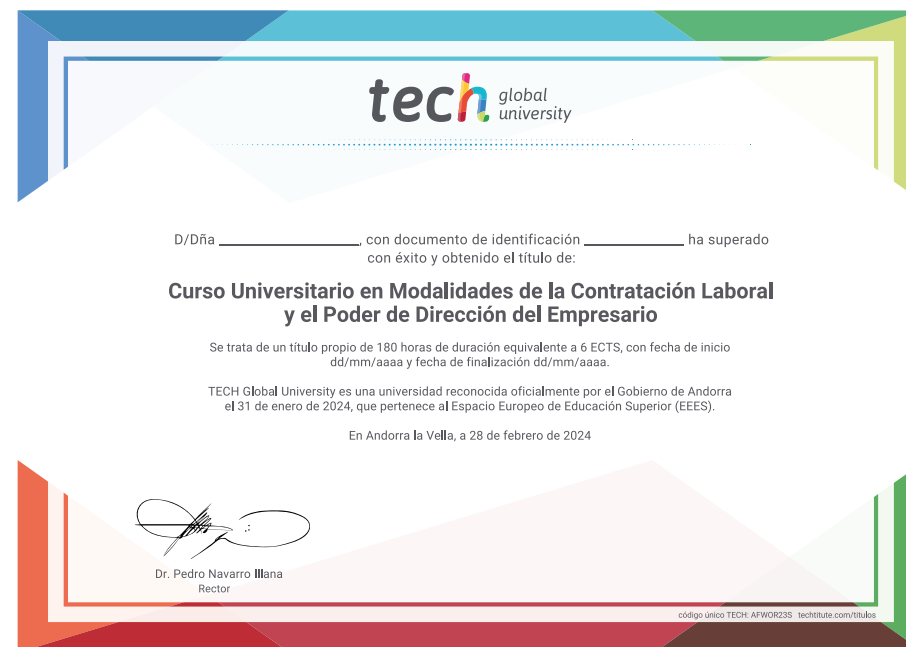 tech global
university
D/Dña ______________, con documento de identificación __________ ha superado
con éxito y obtenido el título de:
Curso Universitario en Modalidades de la Contratación Laboral
y el Poder de Dirección del Empresario
Se trata de un título propio de 180 horas de duración equivalente a 6 ECTS, con fecha de inicio
dd/mm/aaaa y fecha de finalización dd/mm/aaaa.
TECH Global University es una universidad reconocida oficialmente por el Gobierno de Andorra
el 31 de enero de 2024, que pertenece al Espacio Europeo de Educación Superior (EEES).
En Andorra la Vella, a 28 de febrero de 2024
Dr. Pedro Navarro Illana
Rector
código único TECH: AFWOR23S techtitute.com/titulos